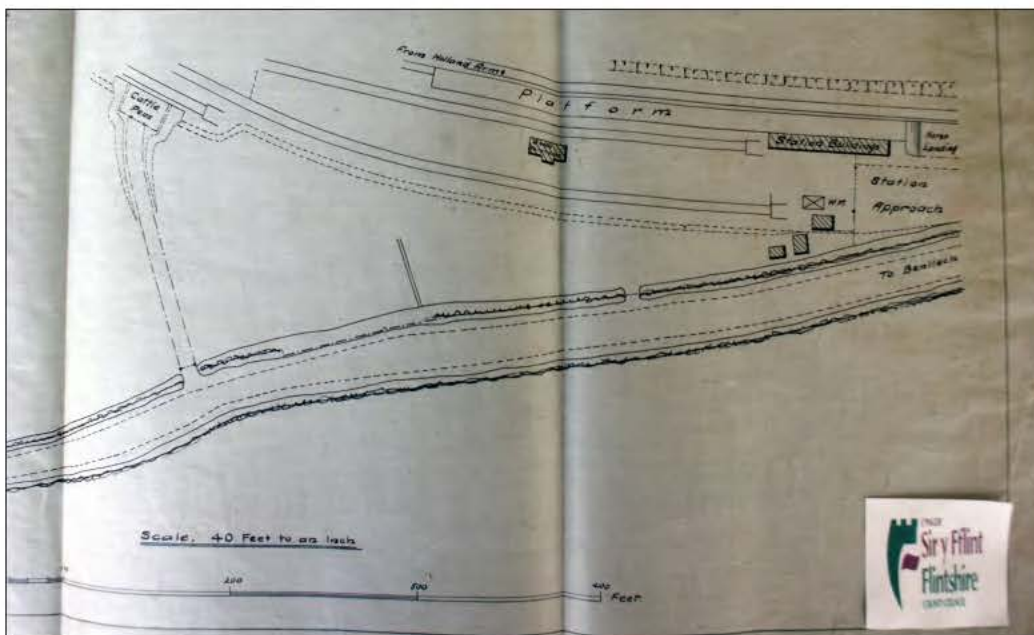 From Holland Arms
Platform
Cattle
Pens
Station Buildings
Horse
Landing
W.M.
Station
Approach
To Benllech
Scale, 40 Feet to an Inch
200
300
400
Feet.
CYNGOR
Sir y Fflint
Flintshire
COUNTY COUNCIL